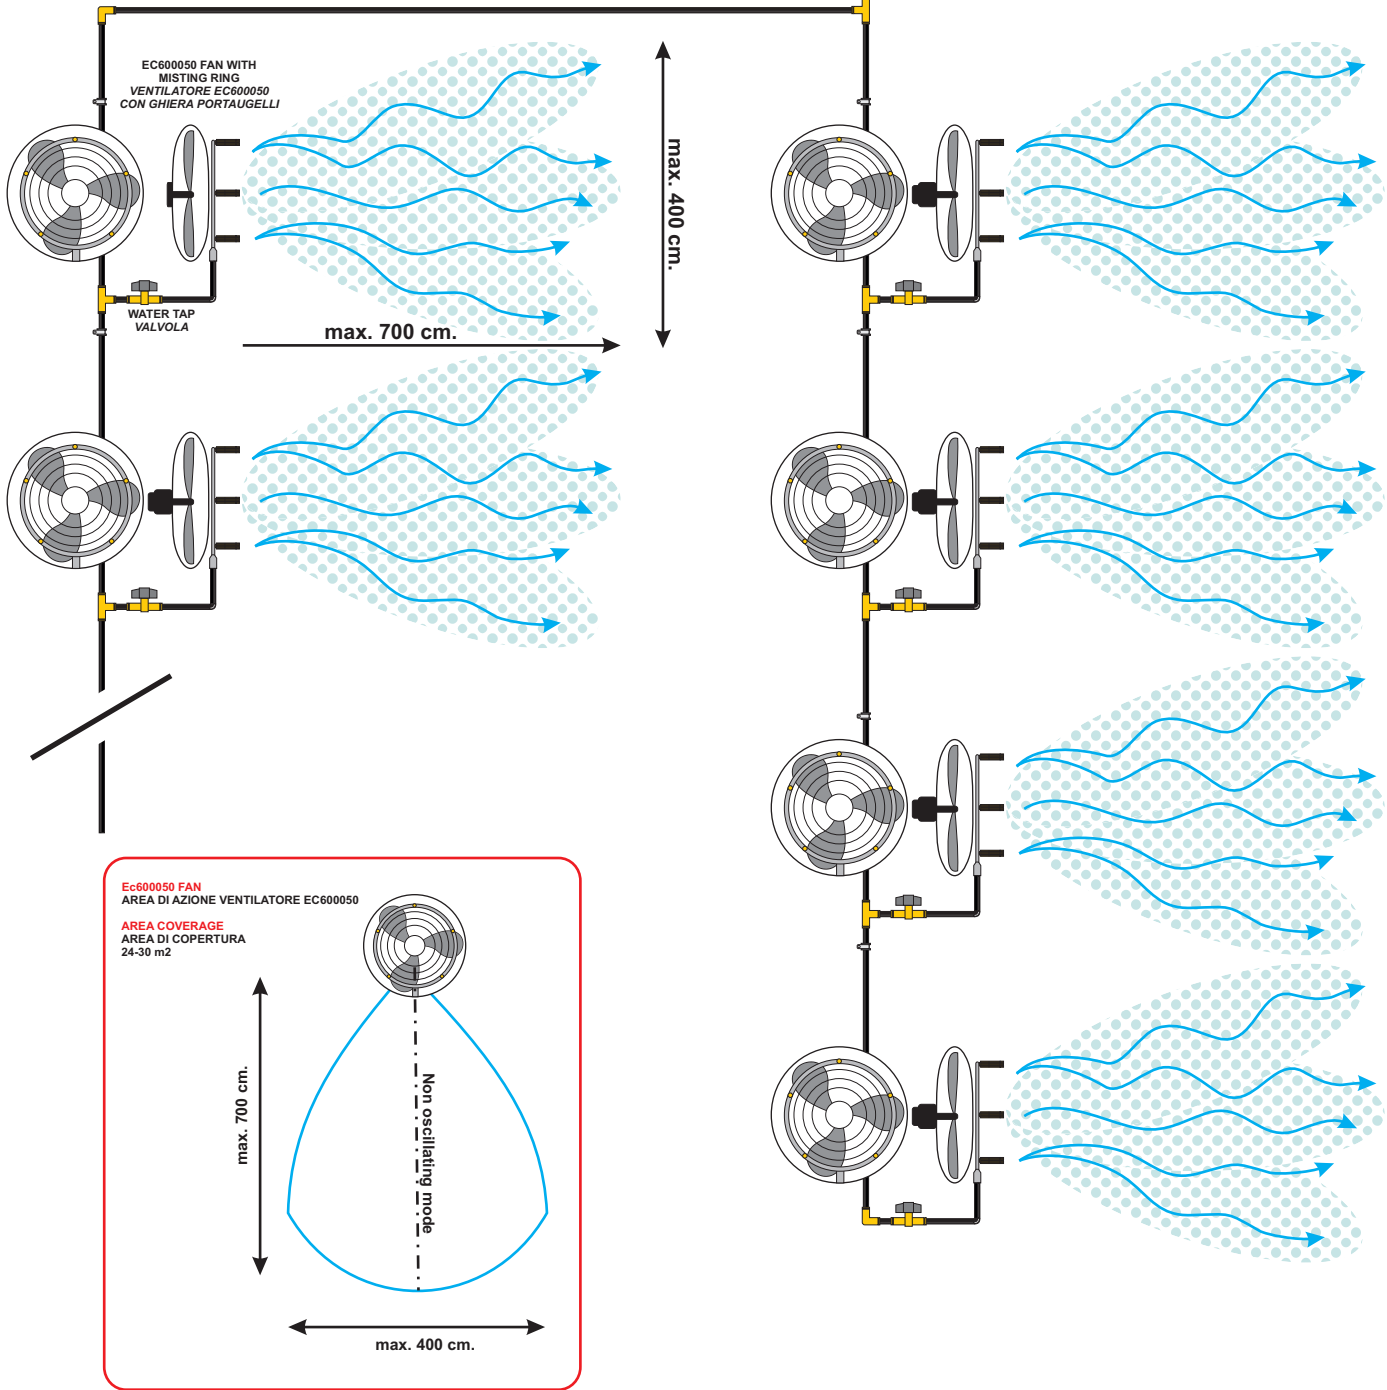 EC600050 FAN WITH
MISTING RING
VENTILATORE EC600050
CON GHIERA PORTAUGELLI
max. 400 cm.
WATER TAP
VALVOLA
max. 700 cm.
Ec600050 FAN
AREA DI AZIONE VENTILATORE EC600050
AREA COVERAGE
AREA DI COPERTURA
24-30 m2
max. 700 cm.
Non oscillating mode
max. 400 cm.